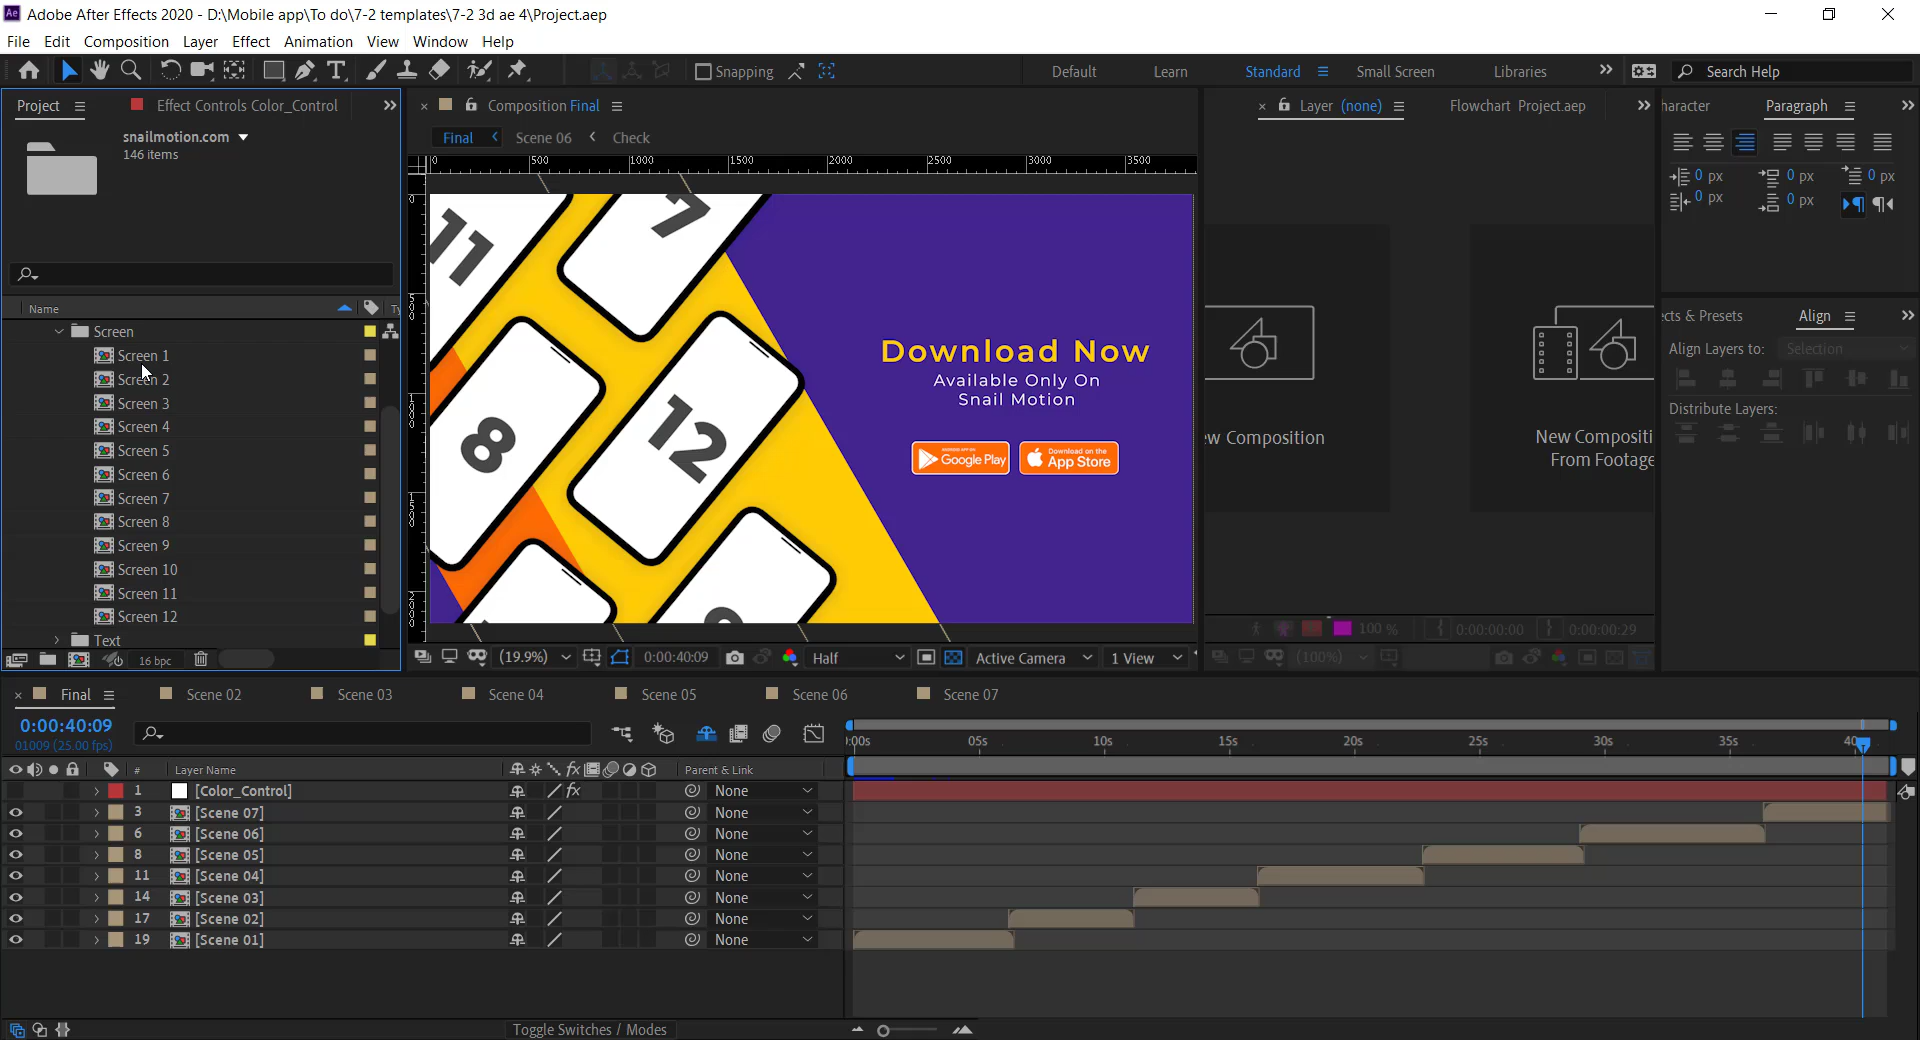 Adobe After Effects 2020 - D:\Mobile app\To do\7-2 templates\7-2 3d ae 4\Project.aep
File Edit Composition Layer Effect Animation View Window Help
Snapping
Default Learn Standard Small Screen Libraries
Search Help
Project
Effect Controls Color_Control
snailmotion.com
146 items
Name
Screen
Screen 1
Screen 2
Screen 3
Screen 4
Screen 5
Screen 6
Screen 7
Screen 8
Screen 9
Screen 10
Screen 11
Screen 12
Text
16 bpc
Composition Final
Final Scene 06 Check
0 500 1000 1500 2000 2500 3000 3500
11
7
8
12
Download Now
Available Only On
Snail Motion
Google Play
Download on the
App Store
(19.9%) 0:00:40:09 Half Active Camera 1 View
Layer (none)
Flowchart Project.aep
ew Composition
New Compositi
From Footage
100 % 0:00:00:00 0:00:00:29
(100%)
haracter Paragraph
0 px 0 px 0 px
0 px 0 px
cts & Presets Align
Align Layers to: Selection
Distribute Layers:
Final Scene 02 Scene 03 Scene 04 Scene 05 Scene 06 Scene 07
0:00:40:09
01009 (25.00 fps)
:00s 05s 10s 15s 20s 25s 30s 35s 40
# Layer Name Parent & Link
1 [Color_Control] None
3 [Scene 07] None
6 [Scene 06] None
8 [Scene 05] None
11 [Scene 04] None
14 [Scene 03] None
17 [Scene 02] None
19 [Scene 01] None
Toggle Switches / Modes